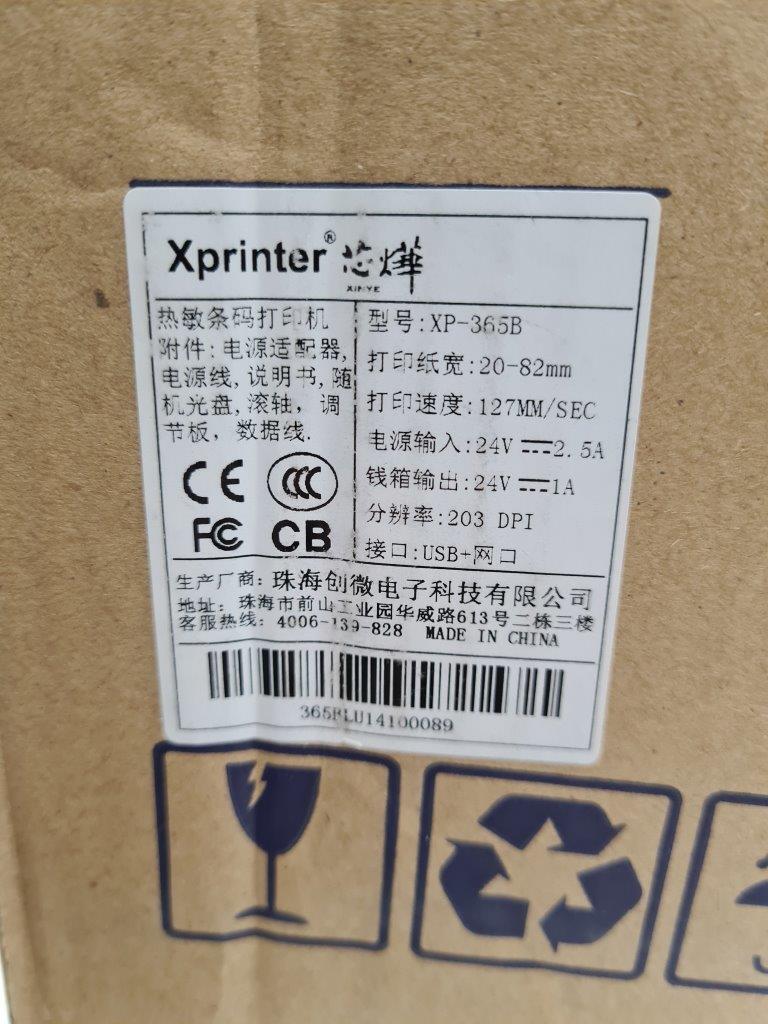 Xprinter® 芯烨
XINYE
热敏条码打印机
附件:电源适配器,
电源线,说明书,随
机光盘,滚轴,调
节板,数据线.
CE CCC
FC CB
型号:XP-365B
打印纸宽:20-82mm
打印速度:127MM/SEC
电源输入:24V⎓2.5A
钱箱输出:24V⎓1A
分辨率:203 DPI
接口:USB+网口
生产厂商:珠海创微电子科技有限公司
地址:珠海市前山工业园华威路613号二栋三楼
客服热线:4006-139-828 MADE IN CHINA